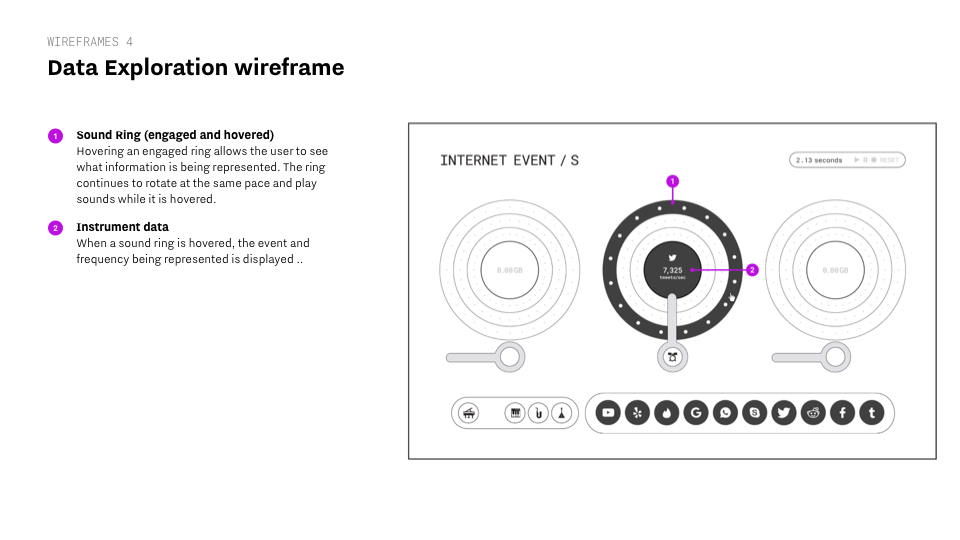 WIREFRAMES 4
Data Exploration wireframe
1
Sound Ring (engaged and hovered)
Hovering an engaged ring allows the user to see
what information is being represented. The ring
continues to rotate at the same pace and play
sounds while it is hovered.
2
Instrument data
When a sound ring is hovered, the event and
frequency being represented is displayed ..
INTERNET EVENT / S
2.13 seconds
RESET
1
0.00GB
7,325
tweets/sec
2
0.00GB